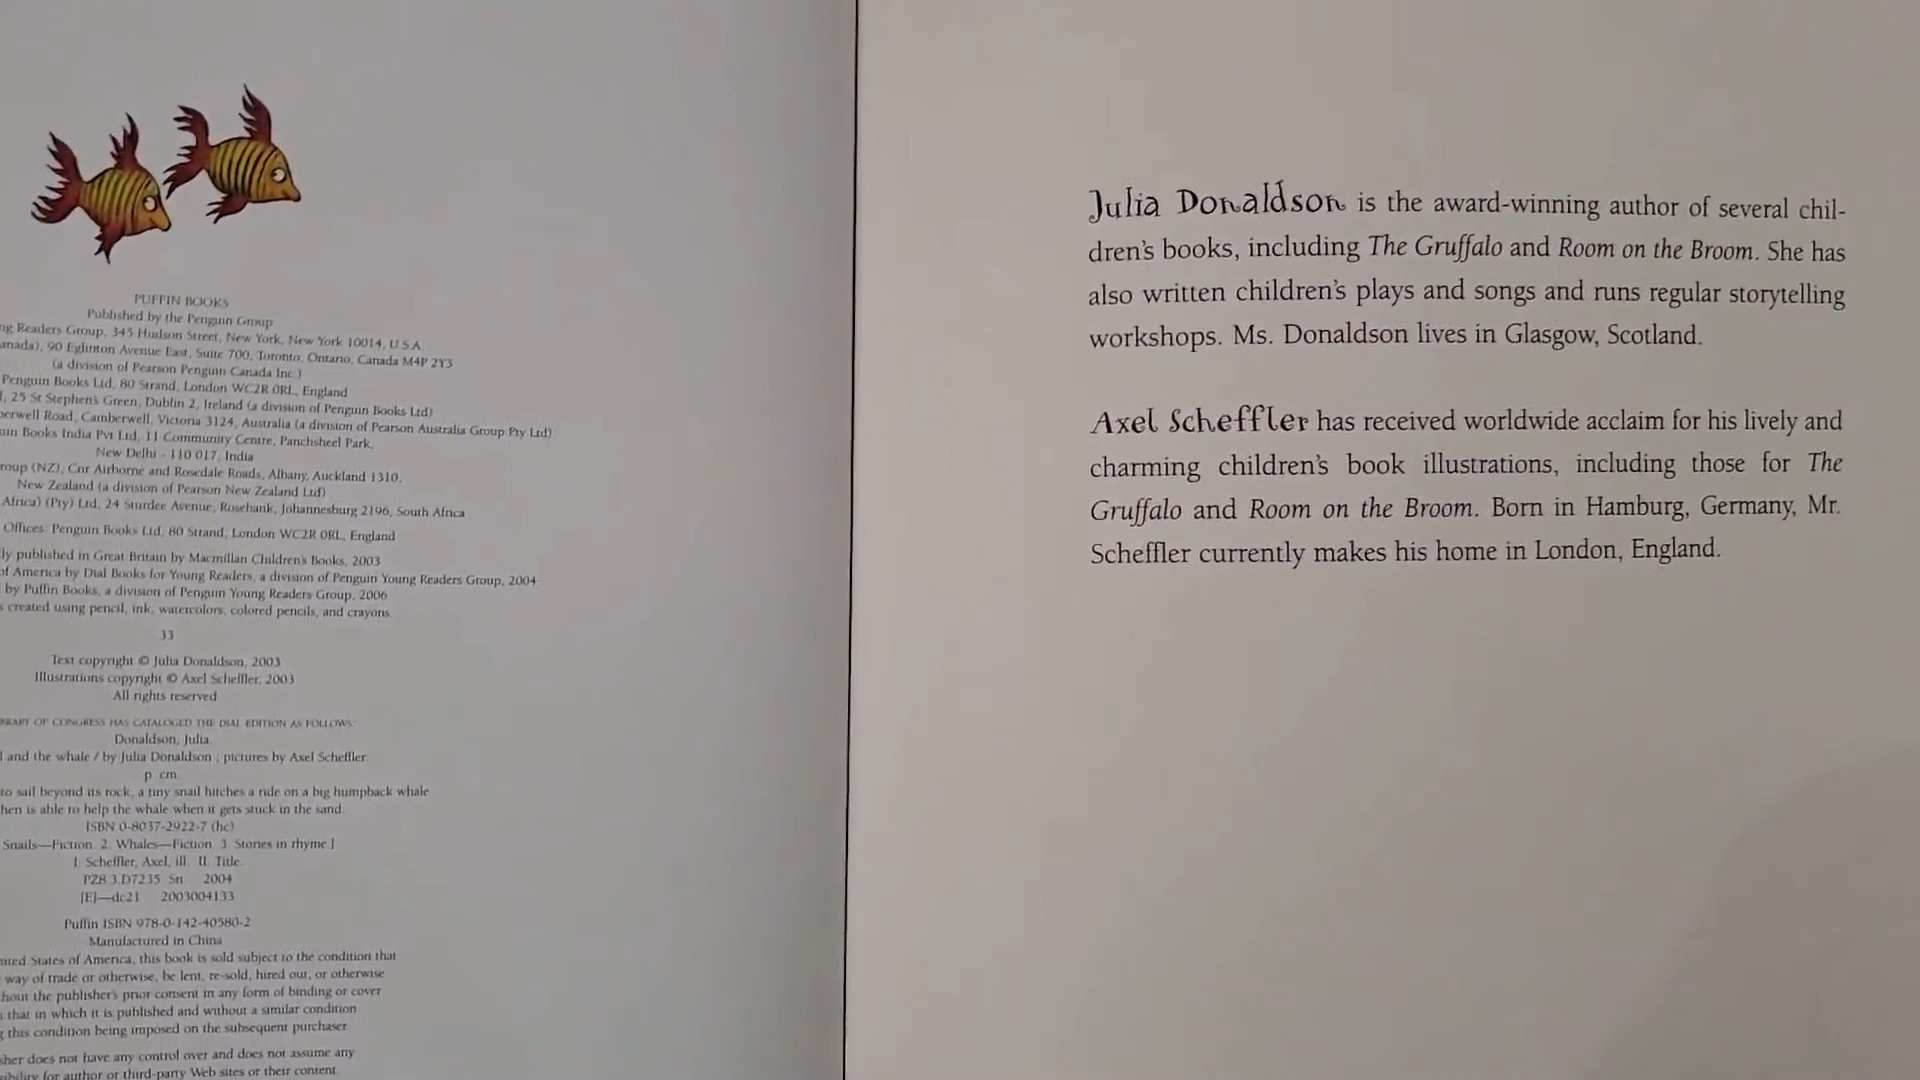 PUFFIN BOOKS
Published by the Penguin Group
Readers Group, 345 Hudson Street, New York, New York 10014, U.S.A.
90 Eglinton Avenue East, Suite 700, Toronto, Ontario, Canada M4P 2Y3
(a division of Pearson Penguin Canada Inc.)
Penguin Books Ltd, 80 Strand, London WC2R 0RL, England
25 St Stephen's Green, Dublin 2, Ireland (a division of Penguin Books Ltd)
Road, Camberwell, Victoria 3124, Australia (a division of Pearson Australia Group Pty Ltd)
Books India Pvt Ltd, 11 Community Centre, Panchsheel Park,
New Delhi - 110 017, India
(NZ), Cnr Airborne and Rosedale Roads, Albany, Auckland 1310,
New Zealand (a division of Pearson New Zealand Ltd)
Africa) (Pty) Ltd, 24 Sturdee Avenue, Rosebank, Johannesburg 2196, South Africa
Offices: Penguin Books Ltd, 80 Strand, London WC2R 0RL, England
published in Great Britain by Macmillan Children's Books, 2003
of America by Dial Books for Young Readers, a division of Penguin Young Readers Group, 2004
by Puffin Books, a division of Penguin Young Readers Group, 2006
created using pencil, ink, watercolors, colored pencils, and crayons.
33
Text copyright © Julia Donaldson, 2003
Illustrations copyright © Axel Scheffler, 2003
All rights reserved
OF CONGRESS HAS CATALOGED THE DIAL EDITION AS FOLLOWS:
Donaldson, Julia.
and the whale / by Julia Donaldson ; pictures by Axel Scheffler.
p. cm.
to sail beyond its rock, a tiny snail hitches a ride on a big humpback whale
is able to help the whale when it gets stuck in the sand.
ISBN 0-8037-2922-7 (hc)
Snails—Fiction. 2. Whales—Fiction. 3. Stories in rhyme.]
I. Scheffler, Axel, ill. II. Title.
PZ8.3.D7235 Sn 2004
[E]—dc21 2003004133
Puffin ISBN 978-0-142-40580-2
Manufactured in China
States of America, this book is sold subject to the condition that
way of trade or otherwise, be lent, re-sold, hired out, or otherwise
the publisher's prior consent in any form of binding or cover
that in which it is published and without a similar condition
this condition being imposed on the subsequent purchaser.
does not have any control over and does not assume any
for author or third-party Web sites or their content.
Julia Donaldson is the award-winning author of several chil-
dren's books, including The Gruffalo and Room on the Broom. She has
also written children's plays and songs and runs regular storytelling
workshops. Ms. Donaldson lives in Glasgow, Scotland.
Axel Scheffler has received worldwide acclaim for his lively and
charming children's book illustrations, including those for The
Gruffalo and Room on the Broom. Born in Hamburg, Germany, Mr.
Scheffler currently makes his home in London, England.